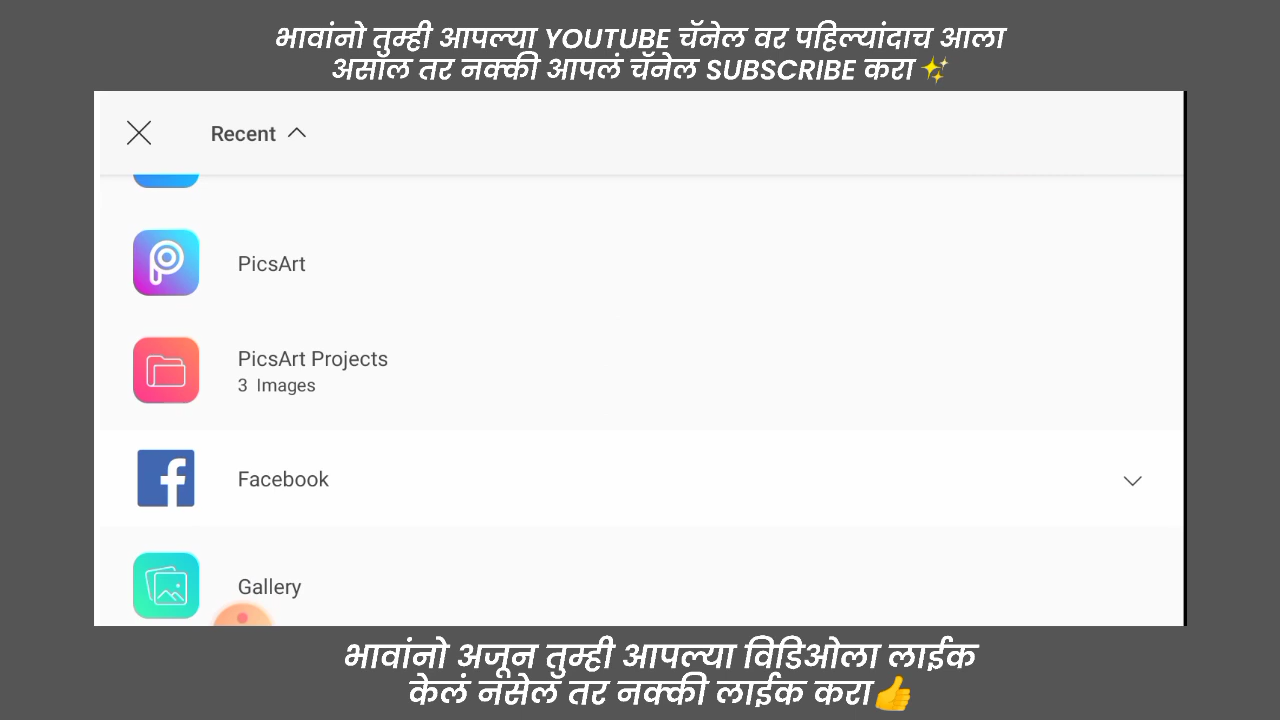 भावांनो तुम्ही आपल्या YOUTUBE चॅनेल वर पहिल्यांदाच आला
असाल तर नक्की आपलं चॅनेल SUBSCRIBE करा ✨
Recent
PicsArt
PicsArt Projects
3 Images
Facebook
Gallery
भावांनो अजून तुम्ही आपल्या विडिओला लाईक
केलं नसेल तर नक्की लाईक करा👍